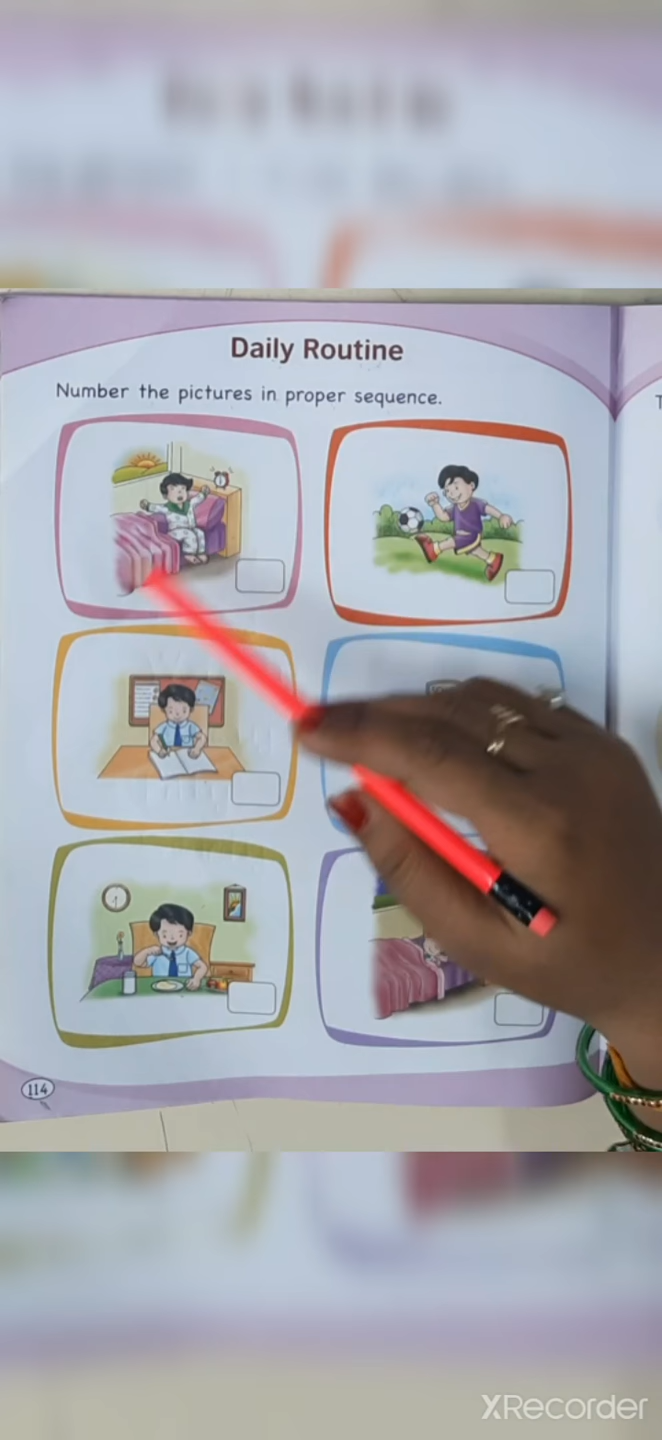 Daily Routine
Number the pictures in proper sequence.
T
114
XRecorder